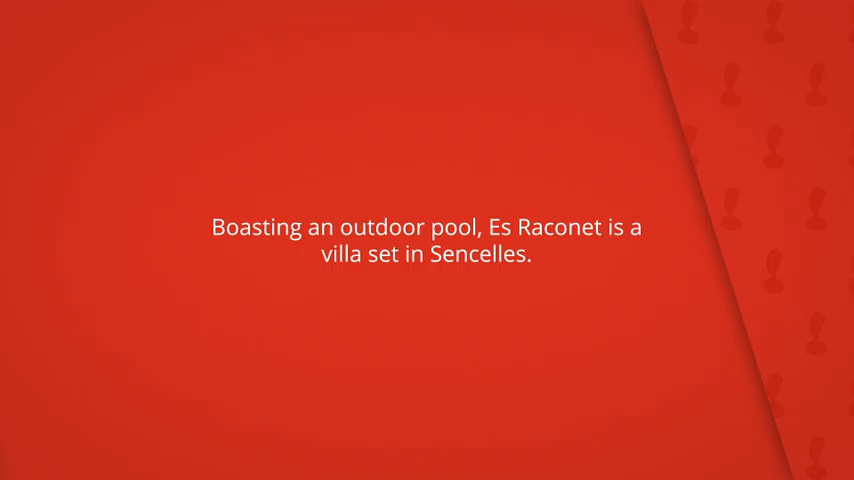 Boasting an outdoor pool, Es Raconet is a
villa set in Sencelles.